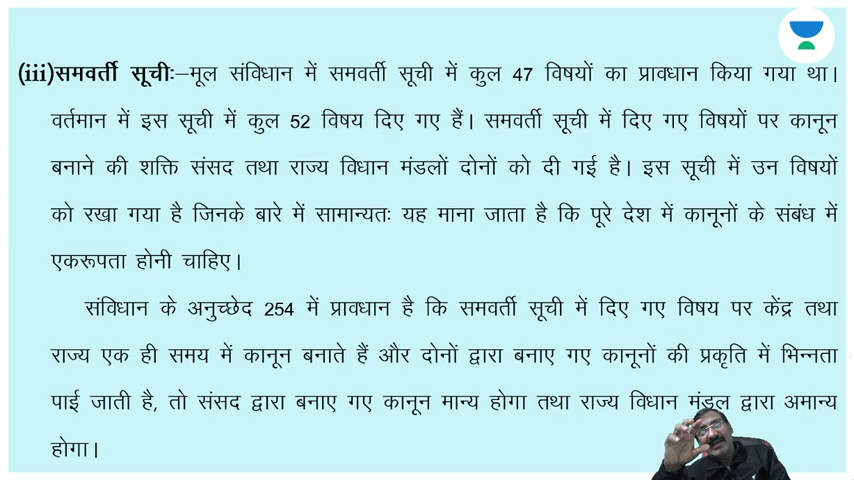 (iii)समवर्ती सूचीः–मूल संविधान में समवर्ती सूची में कुल 47 विषयों का प्रावधान किया गया था।
वर्तमान में इस सूची में कुल 52 विषय दिए गए हैं। समवर्ती सूची में दिए गए विषयों पर कानून
बनाने की शक्ति संसद तथा राज्य विधान मंडलों दोनों को दी गई है। इस सूची में उन विषयों
को रखा गया है जिनके बारे में सामान्यतः यह माना जाता है कि पूरे देश में कानूनों के संबंध में
एकरूपता होनी चाहिए।
संविधान के अनुच्छेद 254 में प्रावधान है कि समवर्ती सूची में दिए गए विषय पर केंद्र तथा
राज्य एक ही समय में कानून बनाते हैं और दोनों द्वारा बनाए गए कानूनों की प्रकृति में भिन्नता
पाई जाती है, तो संसद द्वारा बनाए गए कानून मान्य होगा तथा राज्य विधान मंडल द्वारा अमान्य
होगा।